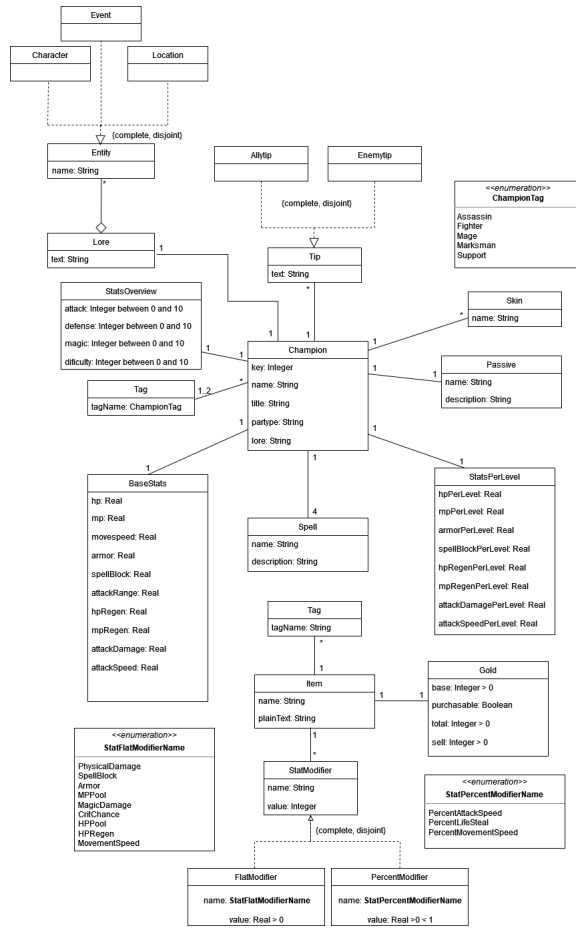 Event
Character
Location
{complete, disjoint}
Entity
name: String
*
Allytip
Enemytip
{complete, disjoint}
<<enumeration>>
ChampionTag
Assassin
Fighter
Mage
Marksman
Support
Lore
text: String
1
Tip
text: String
*
StatsOverview
attack: Integer between 0 and 10
defense: Integer between 0 and 10
magic: Integer between 0 and 10
dificulty: Integer between 0 and 10
1
1
1
1
1
Skin
name: String
*
Champion
key: Integer
name: String
title: String
partype: String
lore: String
Passive
name: String
description: String
1
1
Tag
tagName: ChampionTag
1..2
*
1
1
1
1
1
BaseStats
hp: Real
mp: Real
movespeed: Real
armor: Real
spellBlock: Real
attackRange: Real
hpRegen: Real
mpRegen: Real
attackDamage: Real
attackSpeed: Real
StatsPerLevel
hpPerLevel: Real
mpPerLevel: Real
armorPerLevel: Real
spellBlockPerLevel: Real
hpRegenPerLevel: Real
mpRegenPerLevel: Real
attackDamagePerLevel: Real
attackSpeedPerLevel: Real
4
Spell
name: String
description: String
Tag
tagName: String
*
1
Item
name: String
plainText: String
1
1
1
Gold
base: Integer > 0
purchasable: Boolean
total: Integer > 0
sell: Integer > 0
<<enumeration>>
StatFlatModifierName
PhysicalDamage
SpellBlock
Armor
MPPool
MagicDamage
CritChance
HPPool
HPRegen
MovementSpeed
*
StatModifier
name: String
value: Integer
<<enumeration>>
StatPercentModifierName
PercentAttackSpeed
PercentLifeSteal
PercentMovementSpeed
{complete, disjoint}
FlatModifier
name: StatFlatModifierName
value: Real > 0
PercentModifier
name: StatPercentModifierName
value: Real >0 < 1